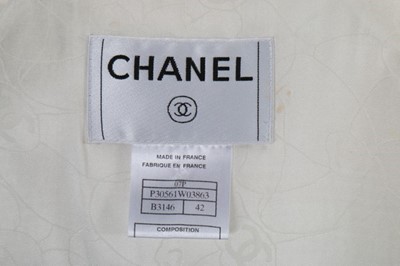 CHANEL
MADE IN FRANCE
FABRIQUE EN FRANCE
07P
P30561W03863
B3146 42
COMPOSITION